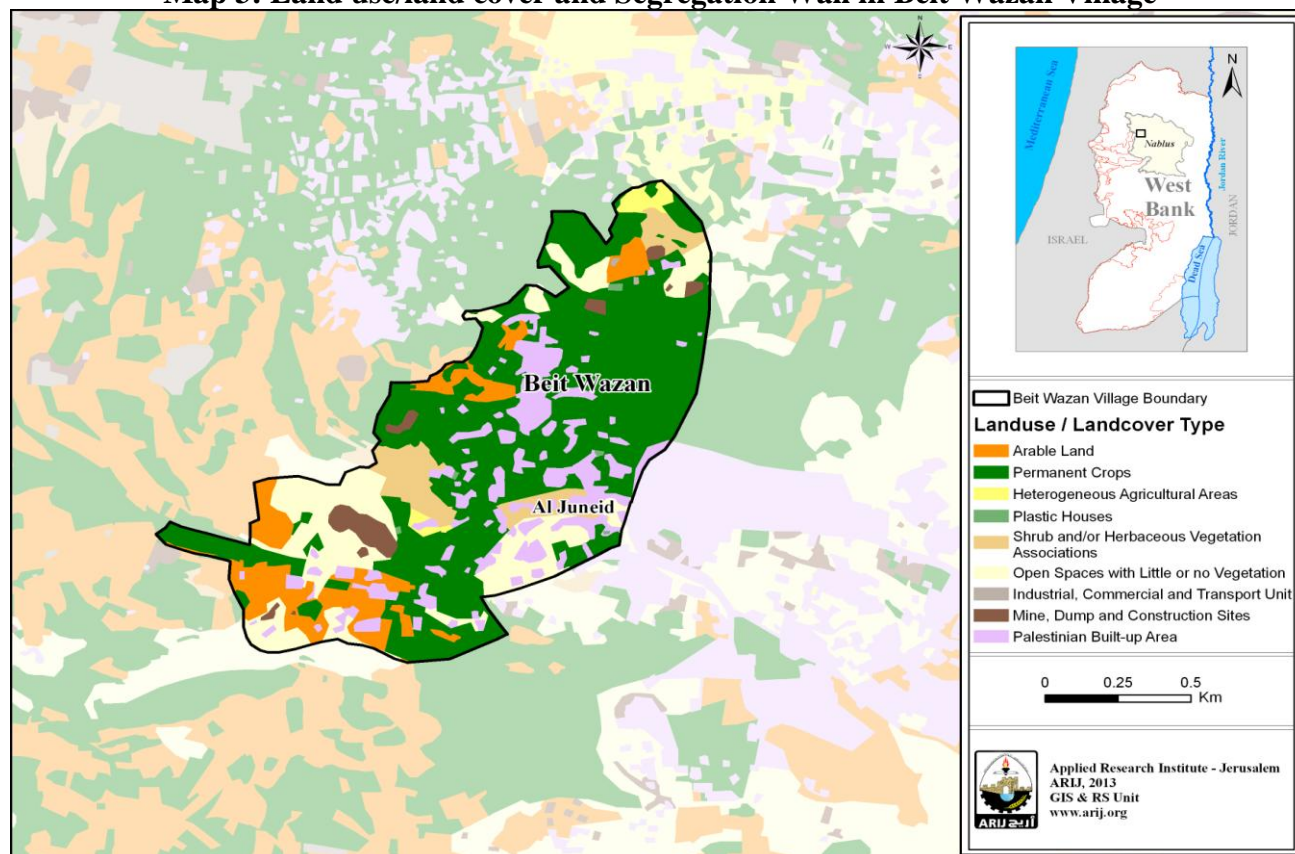 Map 3: Land use/land cover and Segregation Wall in Beit Wazan Village
N
W
E
S
Beit Wazan
Al Juneid
N
Mediterranean Sea
Nablus
West
Bank
Jordan River
JORDAN
ISRAEL
Dead Sea
Beit Wazan Village Boundary
Landuse / Landcover Type
Arable Land
Permanent Crops
Heterogeneous Agricultural Areas
Plastic Houses
Shrub and/or Herbaceous Vegetation
Associations
Open Spaces with Little or no Vegetation
Industrial, Commercial and Transport Unit
Mine, Dump and Construction Sites
Palestinian Built-up Area
0 0.25 0.5
Km
Applied Research Institute - Jerusalem
ARIJ, 2013
GIS & RS Unit
www.arij.org
ARIJ أريج